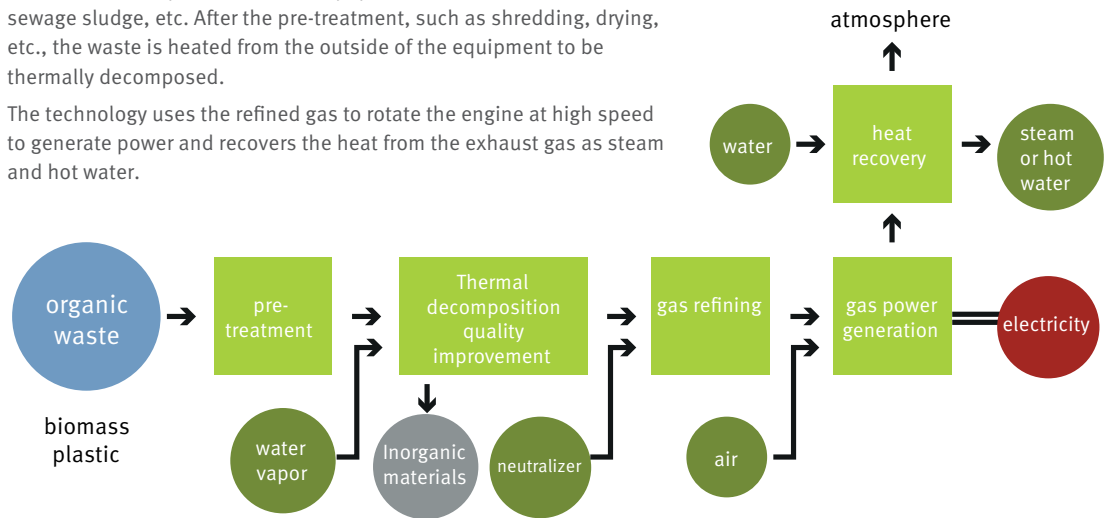 sewage sludge, etc. After the pre-treatment, such as shredding, drying,
etc., the waste is heated from the outside of the equipment to be
thermally decomposed.
The technology uses the refined gas to rotate the engine at high speed
to generate power and recovers the heat from the exhaust gas as steam
and hot water.
atmosphere
water
heat
recovery
steam
or hot
water
organic
waste
pre-
treatment
Thermal
decomposition
quality
improvement
gas refining
gas power
generation
electricity
biomass
plastic
water
vapor
Inorganic
materials
neutralizer
air